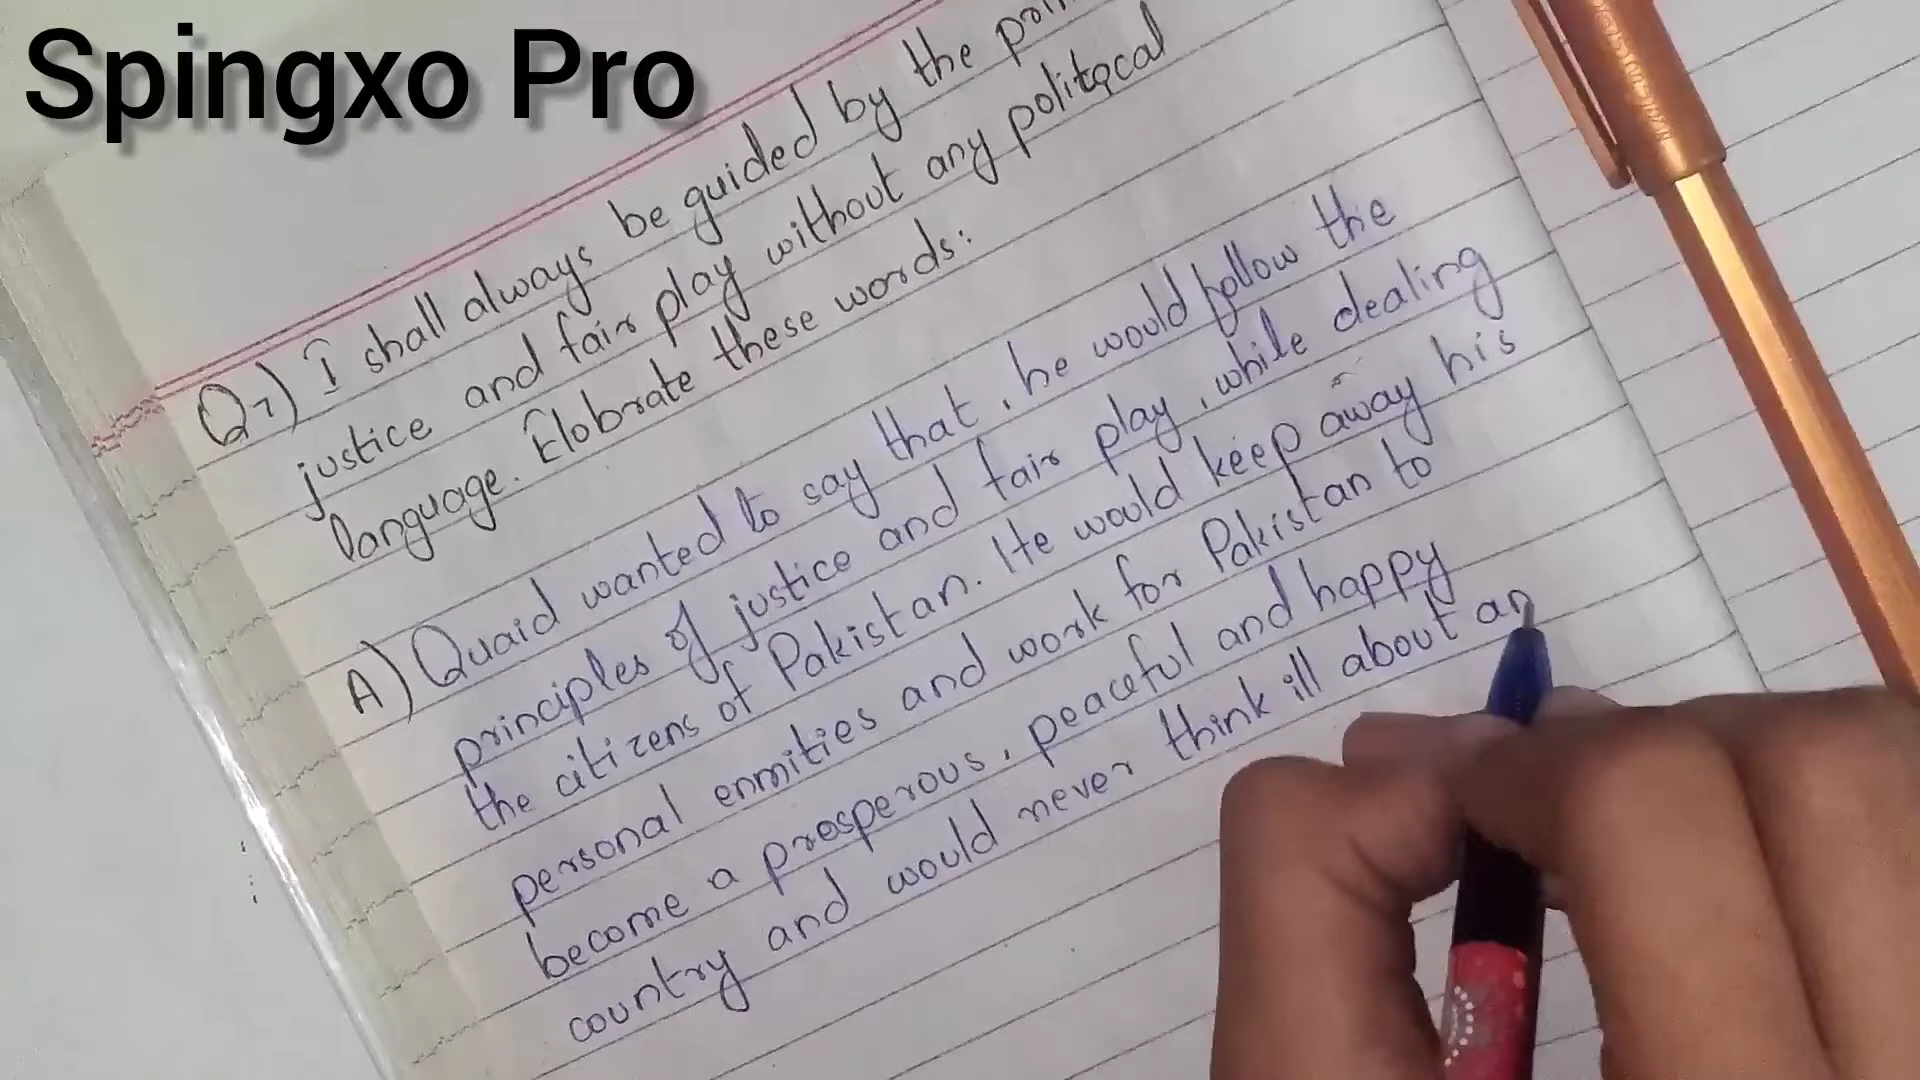 Spingxo Pro
Q7) I shall always be guided by the
justice and fair play without any politocal
language. Elobrate these words:
A) Quaid wanted to say that, he would follow the
principles of justice and fair play, while dealing
the citizens of Pakistan. He would keep away his
personal enmities and work for Pakistan to
become a prosperous, peaceful and happy
country and would never think ill about an